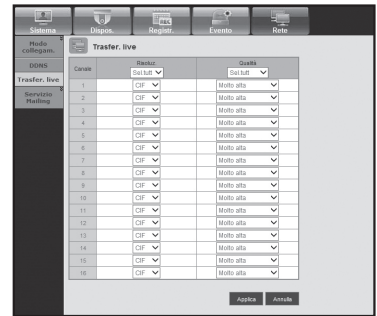 Sistema Dispos. Registr. Evento Rete
Modo collegam.
DDNS
Trasfer. live
Servizio Mailing
Trasfer. live
Canale Risoluz. Qualità
Sel.tutt Sel.tutt
1 CIF Molto alta
2 CIF Molto alta
3 CIF Molto alta
4 CIF Molto alta
5 CIF Molto alta
6 CIF Molto alta
7 CIF Molto alta
8 CIF Molto alta
9 CIF Molto alta
10 CIF Molto alta
11 CIF Molto alta
12 CIF Molto alta
13 CIF Molto alta
14 CIF Molto alta
15 CIF Molto alta
16 CIF Molto alta
Applica Annulla